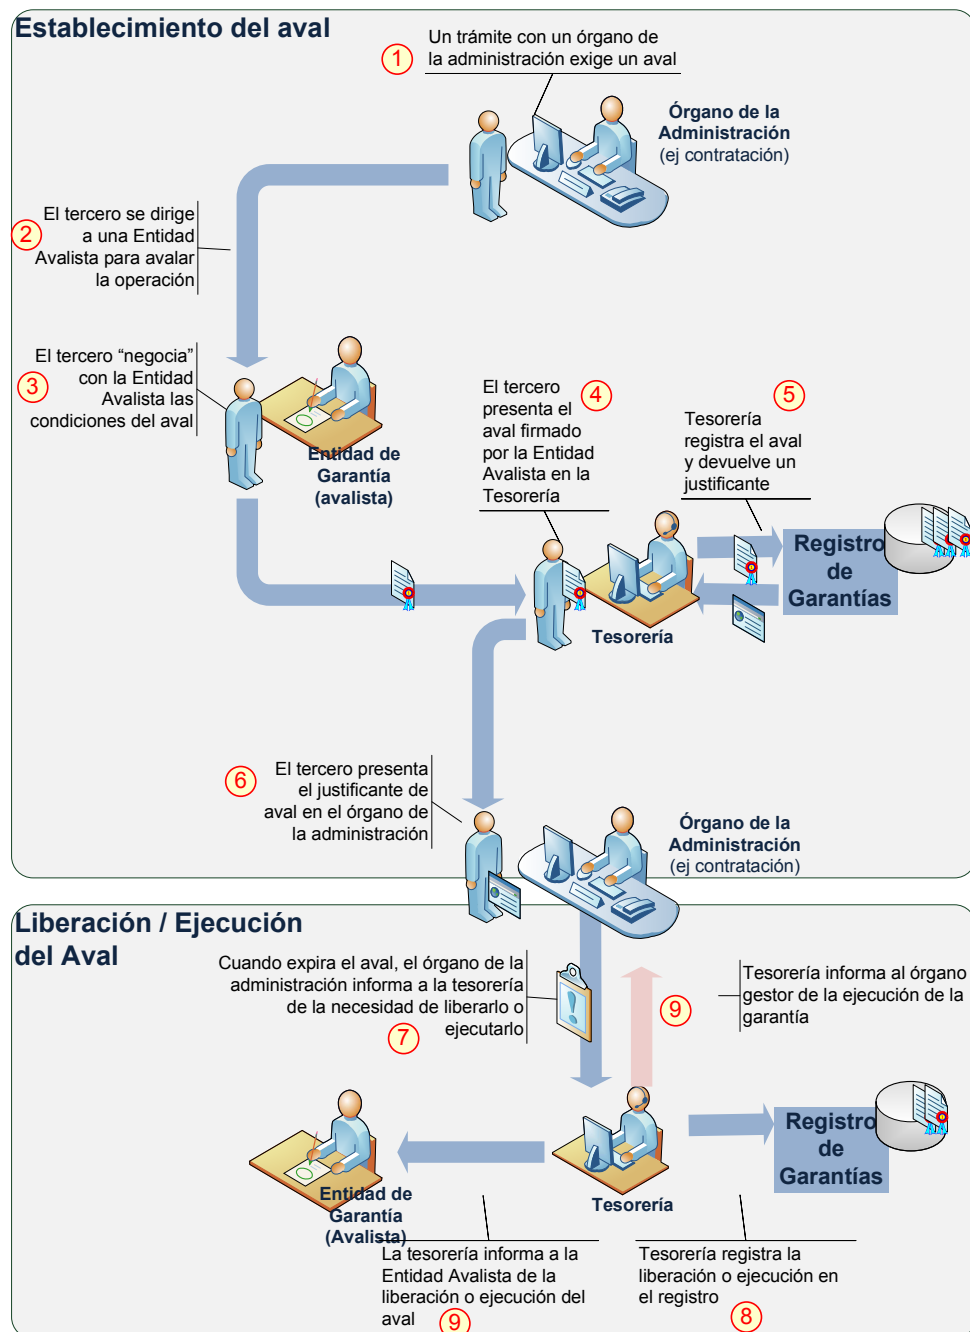 Establecimiento del aval
1
Un trámite con un órgano de
la administración exige un aval
Órgano de la
Administración
(ej contratación)
2
El tercero se dirige
a una Entidad
Avalista para avalar
la operación
3
El tercero “negocia”
con la Entidad
Avalista las
condiciones del aval
Entidad de
Garantía
(avalista)
4
El tercero
presenta el
aval firmado
por la Entidad
Avalista en la
Tesorería
5
Tesorería
registra el aval
y devuelve un
justificante
Registro
de
Garantías
Tesorería
6
El tercero presenta
el justificante de
aval en el órgano de
la administración
Órgano de la
Administración
(ej contratación)
Liberación / Ejecución
del Aval
Cuando expira el aval, el órgano de la
administración informa a la tesorería
de la necesidad de liberarlo o
ejecutarlo
7
9
Tesorería informa al órgano
gestor de la ejecución de la
garantía
Registro
de
Garantías
Entidad de
Garantía
(Avalista)
Tesorería
La tesorería informa a la
Entidad Avalista de la
liberación o ejecución del
aval
9
Tesorería registra la
liberación o ejecución en
el registro
8